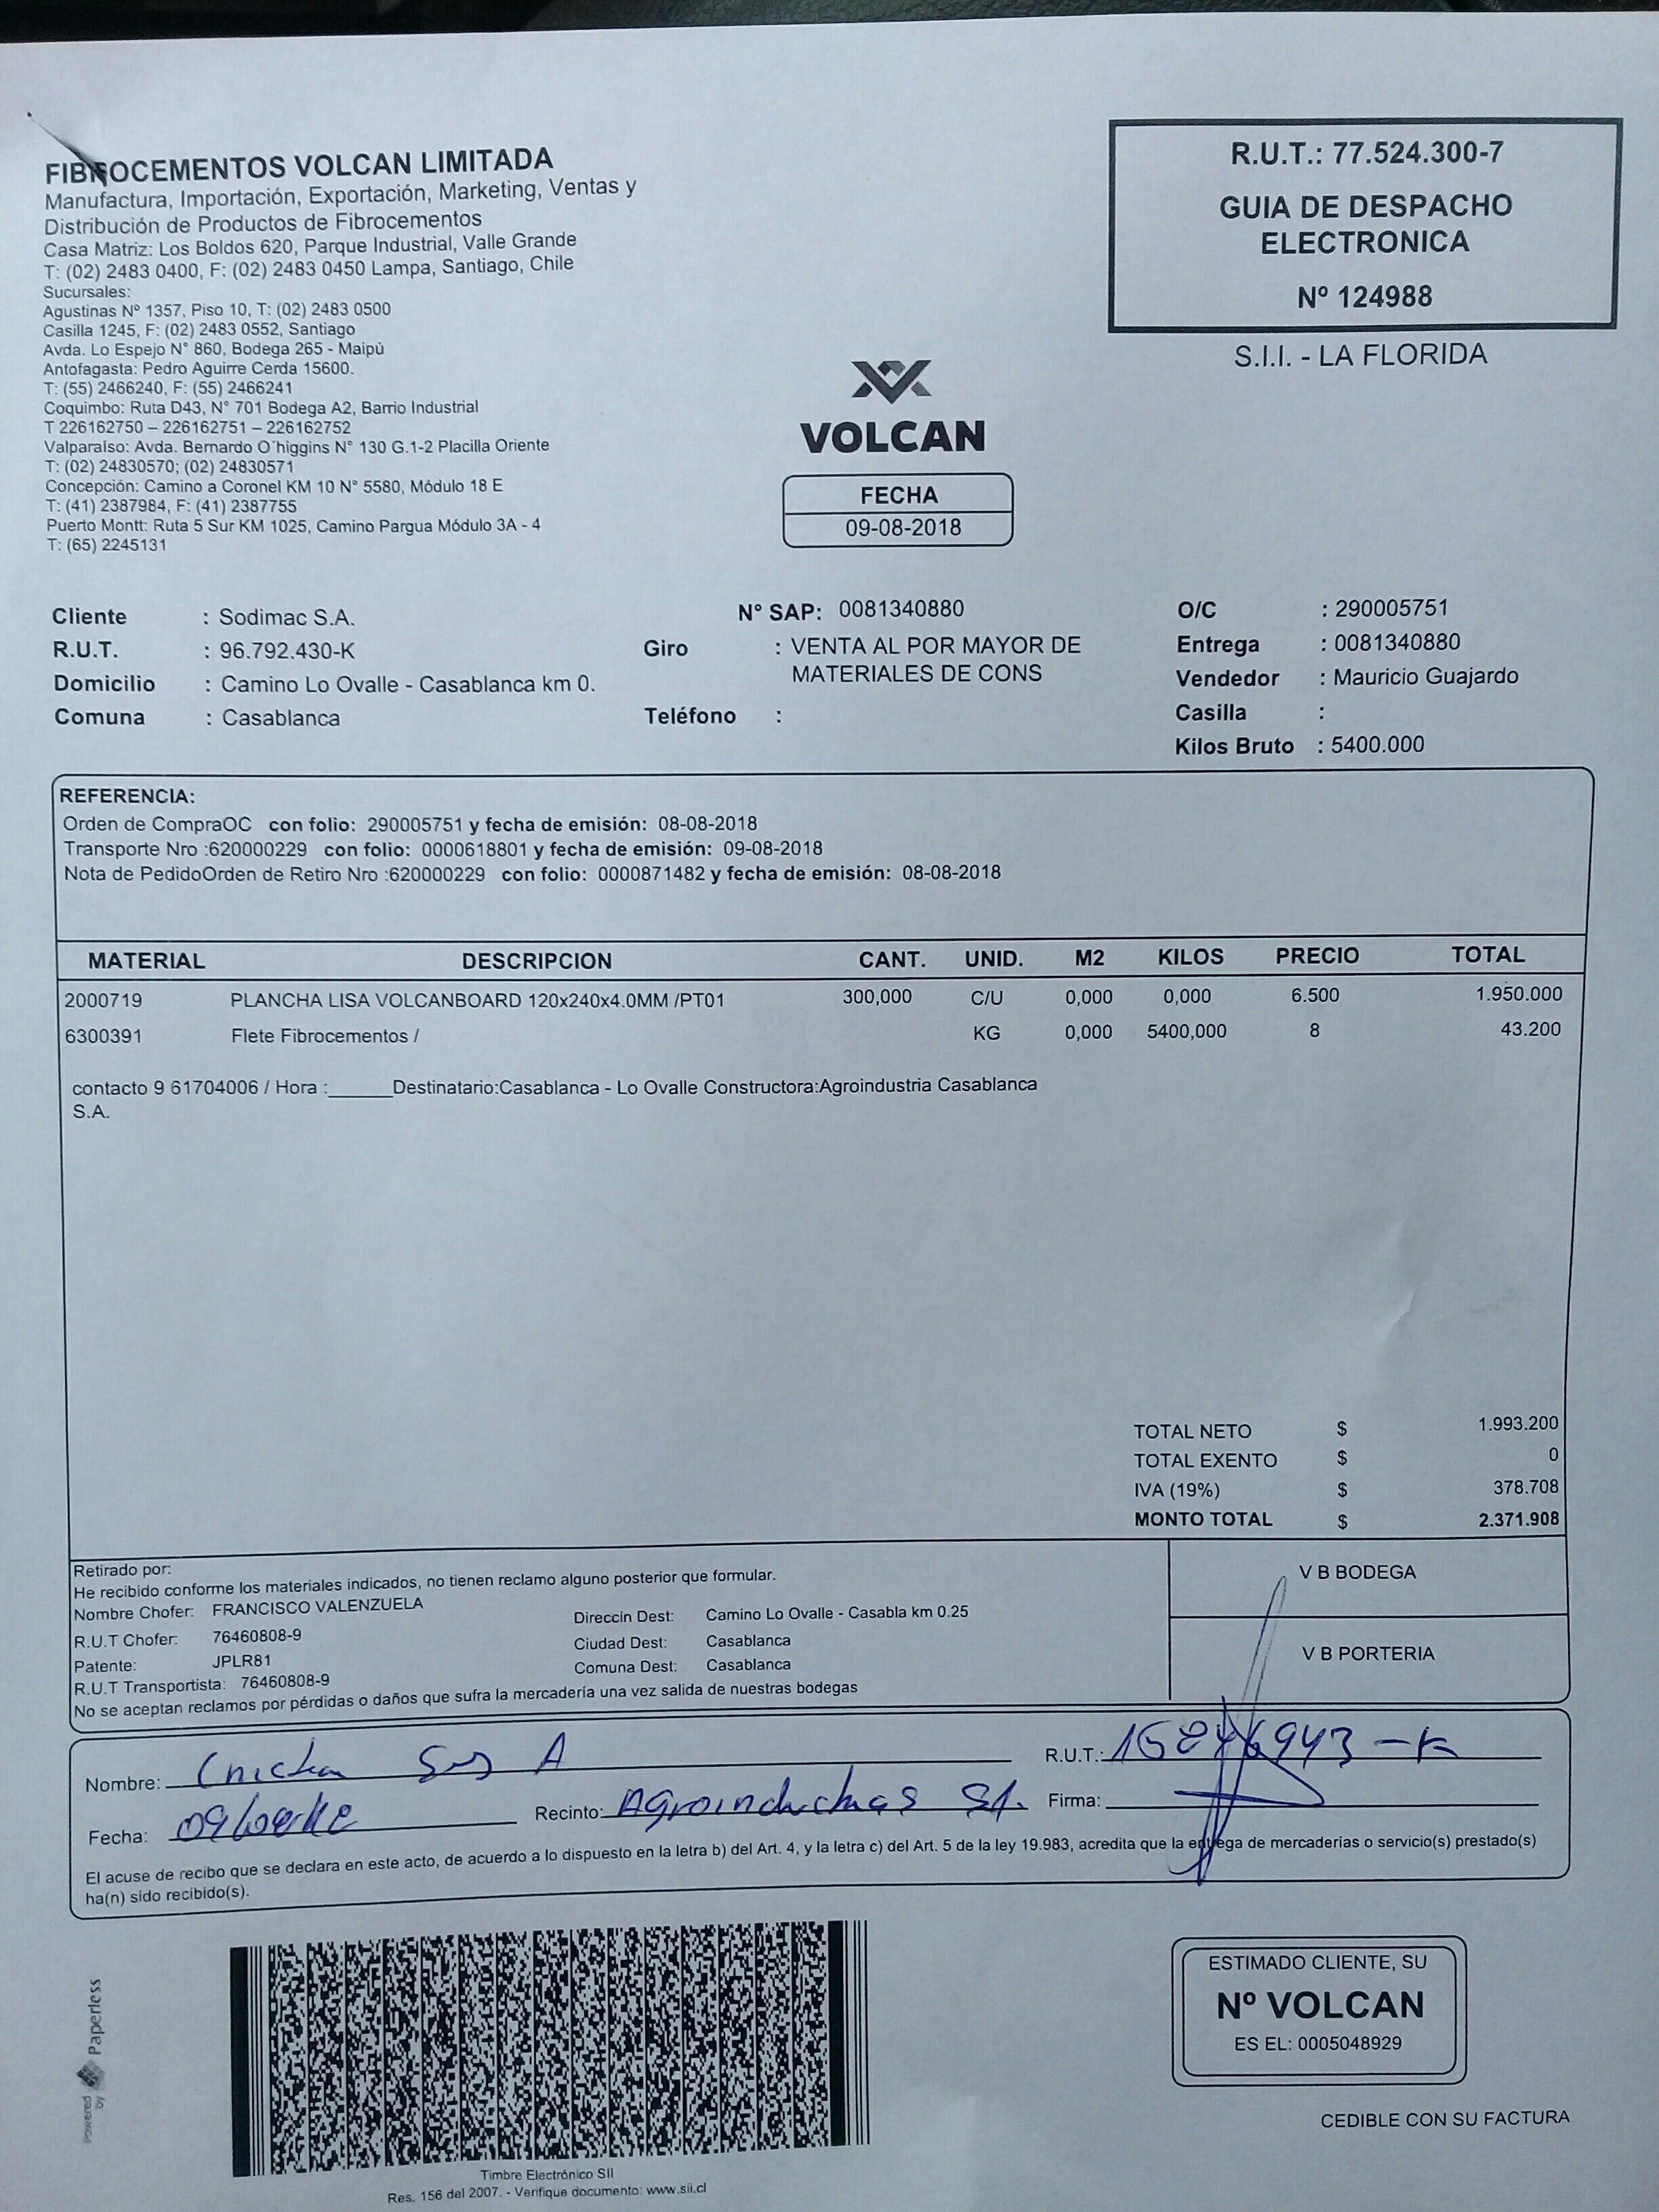 FIBROCEMENTOS VOLCAN LIMITADA
Manufactura, Importación, Exportación, Marketing, Ventas y
Distribución de Productos de Fibrocementos
Casa Matriz: Los Boldos 620, Parque Industrial, Valle Grande
T: (02) 2483 0400, F: (02) 2483 0450 Lampa, Santiago, Chile
Sucursales:
Agustinas Nº 1357, Piso 10, T: (02) 2483 0500
Casilla 1245, F: (02) 2483 0552, Santiago
Avda. Lo Espejo N° 860, Bodega 265 - Maipú
Antofagasta: Pedro Aguirre Cerda 15600.
T: (55) 2466240, F: (55) 2466241
Coquimbo: Ruta D43, N° 701 Bodega A2, Barrio Industrial
T 226162750 – 226162751 – 226162752
Valparaíso: Avda. Bernardo O´higgins N° 130 G.1-2 Placilla Oriente
T: (02) 24830570; (02) 24830571
Concepción: Camino a Coronel KM 10 N° 5580, Módulo 18 E
T: (41) 2387984, F: (41) 2387755
Puerto Montt: Ruta 5 Sur KM 1025, Camino Pargua Módulo 3A - 4
T: (65) 2245131
R.U.T.: 77.524.300-7
GUIA DE DESPACHO
ELECTRONICA
Nº 124988
S.I.I. - LA FLORIDA
VOLCAN
FECHA
09-08-2018
Cliente : Sodimac S.A.
R.U.T. : 96.792.430-K
Domicilio : Camino Lo Ovalle - Casablanca km 0.
Comuna : Casablanca
N° SAP: 0081340880
Giro : VENTA AL POR MAYOR DE
MATERIALES DE CONS
Teléfono :
O/C : 290005751
Entrega : 0081340880
Vendedor : Mauricio Guajardo
Casilla :
Kilos Bruto : 5400.000
REFERENCIA:
Orden de CompraOC con folio: 290005751 y fecha de emisión: 08-08-2018
Transporte Nro :620000229 con folio: 0000618801 y fecha de emisión: 09-08-2018
Nota de PedidoOrden de Retiro Nro :620000229 con folio: 0000871482 y fecha de emisión: 08-08-2018
MATERIAL DESCRIPCION CANT. UNID. M2 KILOS PRECIO TOTAL
2000719 PLANCHA LISA VOLCANBOARD 120x240x4.0MM /PT01 300,000 C/U 0,000 0,000 6.500 1.950.000
6300391 Flete Fibrocementos / KG 0,000 5400,000 8 43.200
contacto 9 61704006 / Hora :______Destinatario:Casablanca - Lo Ovalle Constructora:Agroindustria Casablanca
S.A.
TOTAL NETO $ 1.993.200
TOTAL EXENTO $ 0
IVA (19%) $ 378.708
MONTO TOTAL $ 2.371.908
Retirado por:
He recibido conforme los materiales indicados, no tienen reclamo alguno posterior que formular.
Nombre Chofer: FRANCISCO VALENZUELA
R.U.T Chofer: 76460808-9
Patente: JPLR81
R.U.T Transportista: 76460808-9
Direccin Dest: Camino Lo Ovalle - Casabla km 0.25
Ciudad Dest: Casablanca
Comuna Dest: Casablanca
No se aceptan reclamos por pérdidas o daños que sufra la mercadería una vez salida de nuestras bodegas
V B BODEGA
V B PORTERIA
Nombre:
R.U.T.:
Fecha:
Recinto:
Firma:
El acuse de recibo que se declara en este acto, de acuerdo a lo dispuesto en la letra b) del Art. 4, y la letra c) del Art. 5 de la ley 19.983, acredita que la entrega de mercaderías o servicio(s) prestado(s)
ha(n) sido recibido(s).
Powered by Paperless
Timbre Electrónico SII
Res. 156 del 2007. - Verifique documento: www.sii.cl
ESTIMADO CLIENTE, SU
Nº VOLCAN
ES EL: 0005048929
CEDIBLE CON SU FACTURA